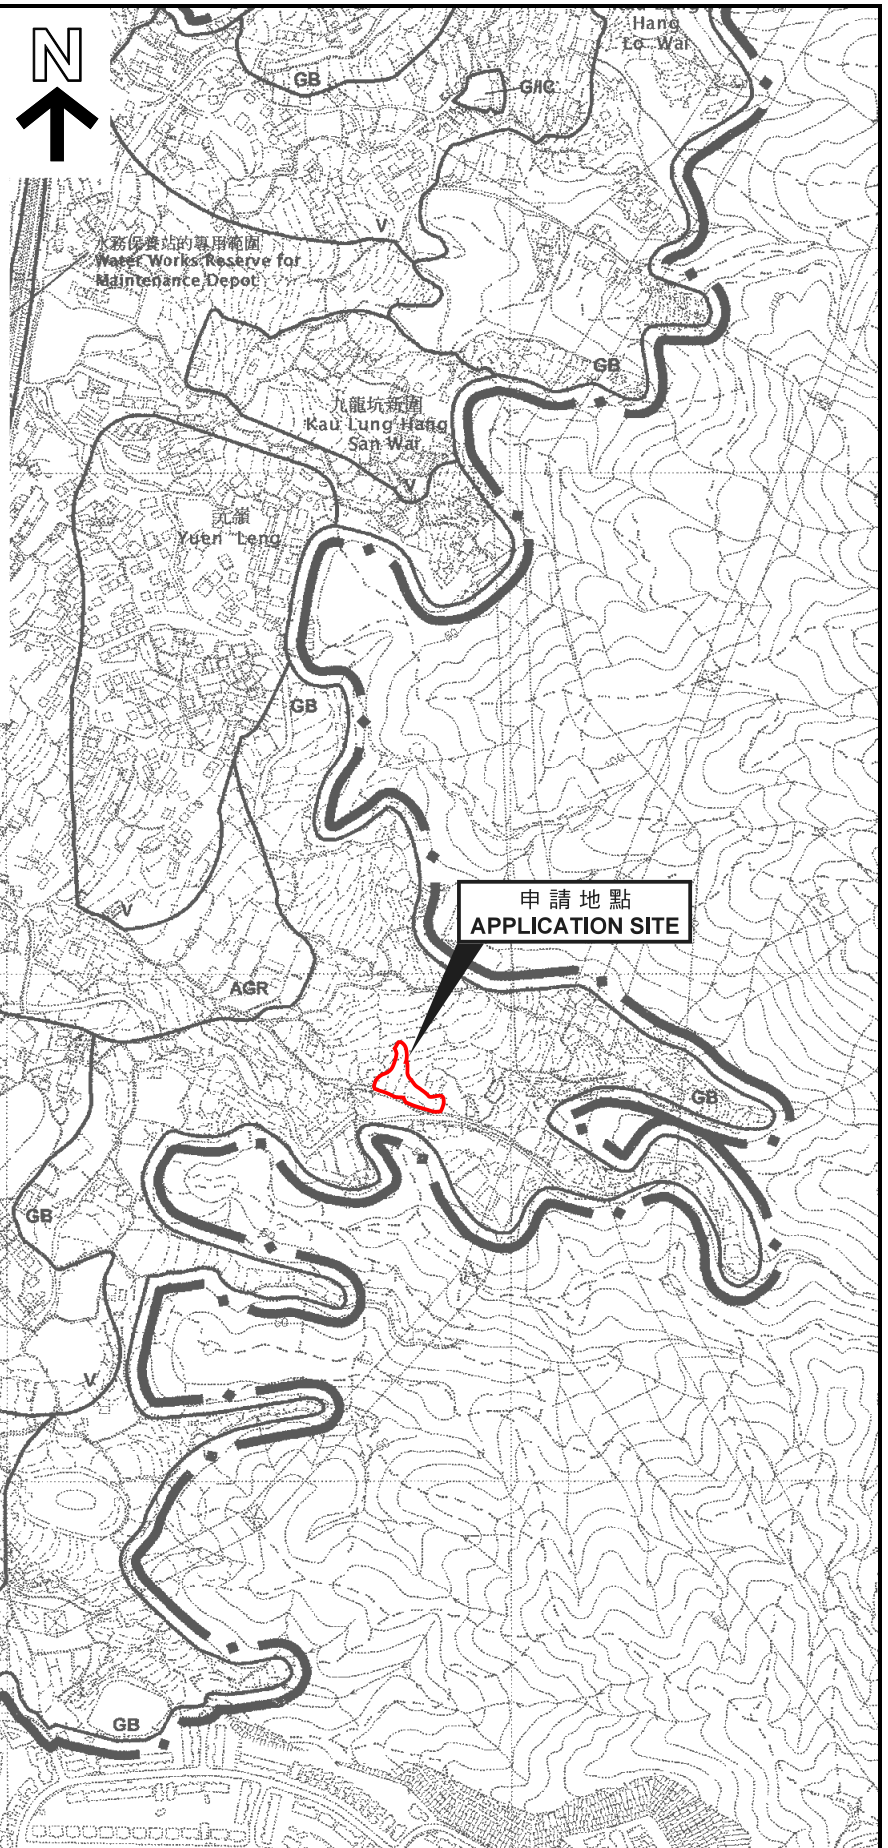 N
Hang
Lo Wai
GB
G/IC
V
水務保養站的專用範圍
Water Works Reserve for
Maintenance Depot
GB
九龍坑新圍
Kau Lung Hang
San Wai
V
元嶺
Yuen Leng
GB
V
申請地點
APPLICATION SITE
AGR
GB
GB
V
GB